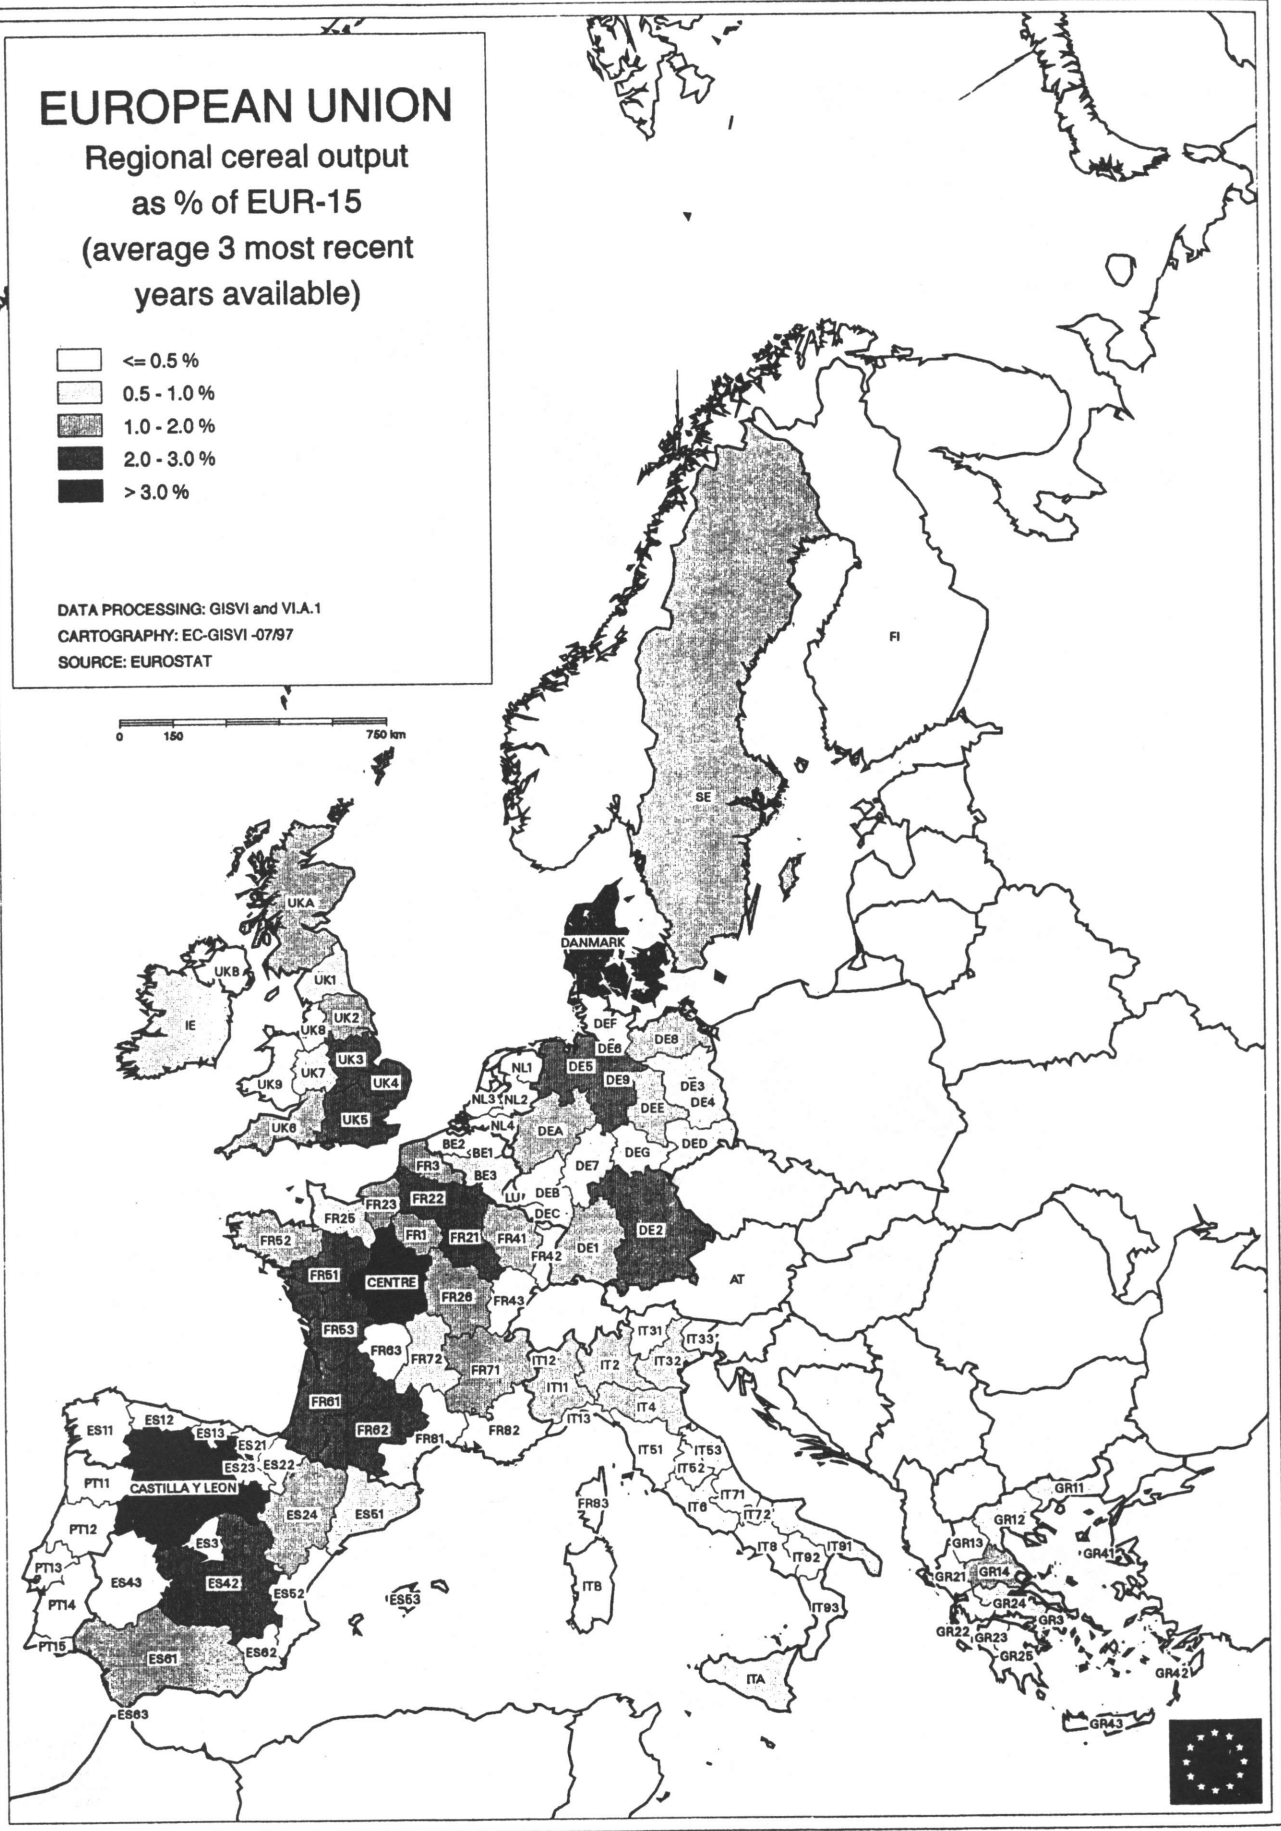 EUROPEAN UNION
Regional cereal output
as % of EUR-15
(average 3 most recent
years available)
<= 0.5 %
0.5 - 1.0 %
1.0 - 2.0 %
2.0 - 3.0 %
> 3.0 %
DATA PROCESSING: GISVI and VI.A.1
CARTOGRAPHY: EC-GISVI -07/97
SOURCE: EUROSTAT
0 150 750 km
FI
SE
UKA
DANMARK
UKB
UK1
IE
UK2
UK8
DEF
DE8
DE6
UK3
NL1
DE5
UK7
UK4
DE9
UK9
DE3
NL3
NL2
DE4
DEE
UK5
UK6
NL4
DEA
BE2
DED
BE1
DEG
FR3
DE7
BE3
DEB
FR22
LU
FR23
DEC
FR25
DE2
FR52
FR1
FR21
FR41
DE1
FR42
FR51
CENTRE
AT
FR26
FR43
FR53
IT31
IT33
FR63
FR72
IT12
IT2
IT32
FR71
IT11
FR61
IT4
ES12
IT13
ES11
ES13
FR62
FR82
FR81
ES21
IT51
IT53
ES22
ES23
IT52
PT11
CASTILLA Y LEON
GR11
IT71
FR83
IT6
ES24
ES51
IT72
GR12
PT12
ES3
GR13
IT8
IT91
IT92
GR41
PT13
GR14
GR21
ES43
ES42
ITB
ES52
ES53
PT14
GR24
IT93
GR3
GR22
GR23
PT15
ES62
GR25
ES61
GR42
ITA
ES63
GR43